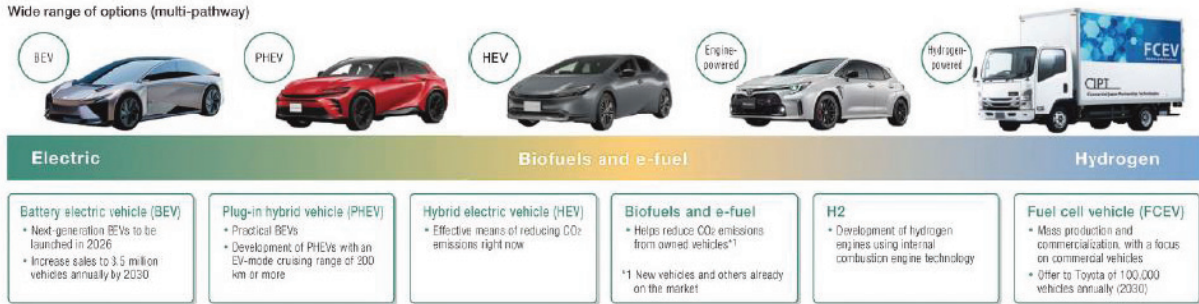 Wide range of options (multi-pathway)
BEV
PHEV
HEV
Engine-
powered
Hydrogen-
powered
FCEV
CJPT
Commercial Japan Partnership Technologies
Electric
Biofuels and e-fuel
Hydrogen
Battery electric vehicle (BEV)
• Next-generation BEVs to be
launched in 2026
• Increase sales to 3.5 million
vehicles annually by 2030
Plug-in hybrid vehicle (PHEV)
• Practical BEVs
• Development of PHEVs with an
EV-mode cruising range of 200
km or more
Hybrid electric vehicle (HEV)
• Effective means of reducing CO₂
emissions right now
Biofuels and e-fuel
• Helps reduce CO₂ emissions
from owned vehicles*1
*1 New vehicles and others already
on the market
H2
• Development of hydrogen
engines using internal
combustion engine technology
Fuel cell vehicle (FCEV)
• Mass production and
commercialization, with a focus
on commercial vehicles
• Offer to Toyota of 100,000
vehicles annually (2030)